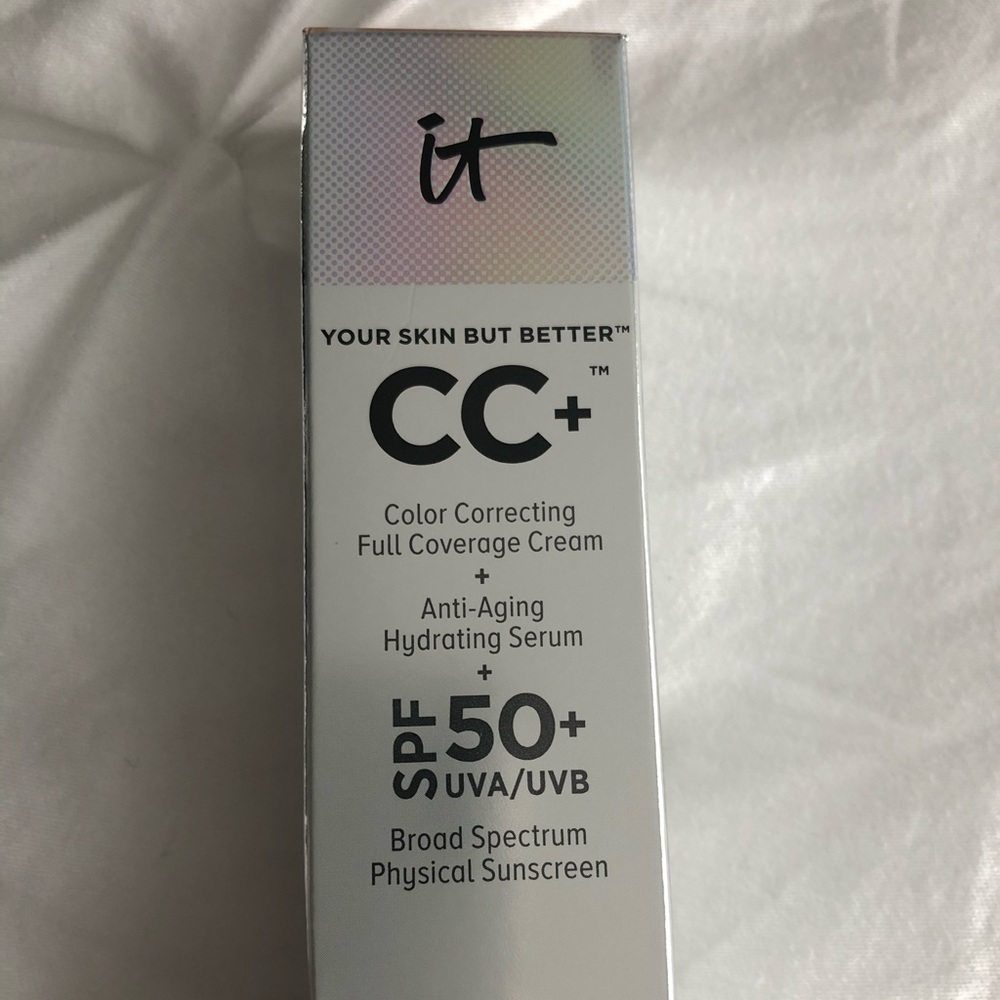 it
YOUR SKIN BUT BETTER™
CC+™
Color Correcting
Full Coverage Cream
+
Anti-Aging
Hydrating Serum
+
SPF 50+
UVA/UVB
Broad Spectrum
Physical Sunscreen